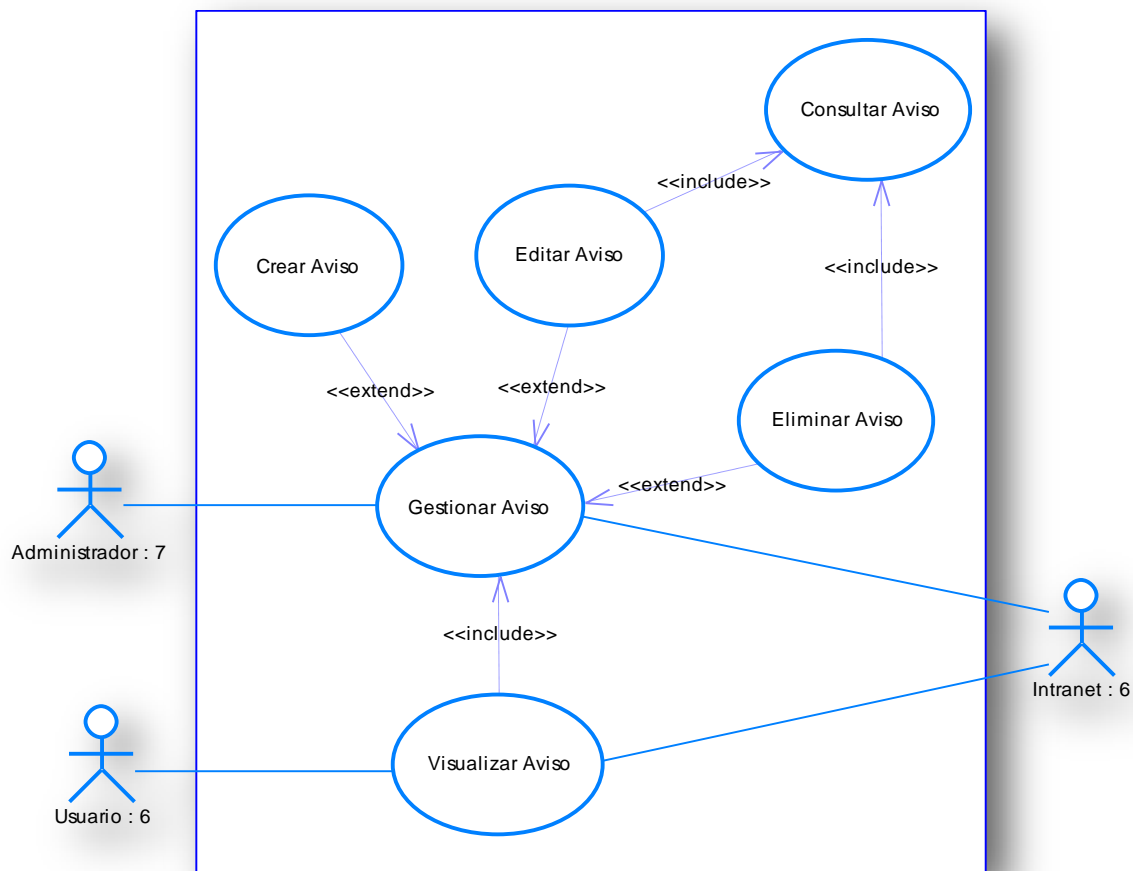 Consultar Aviso
<<include>>
Editar Aviso
Crear Aviso
<<include>>
<<extend>>
<<extend>>
Eliminar Aviso
<<extend>>
Gestionar Aviso
Administrador : 7
<<include>>
Intranet : 6
Visualizar Aviso
Usuario : 6